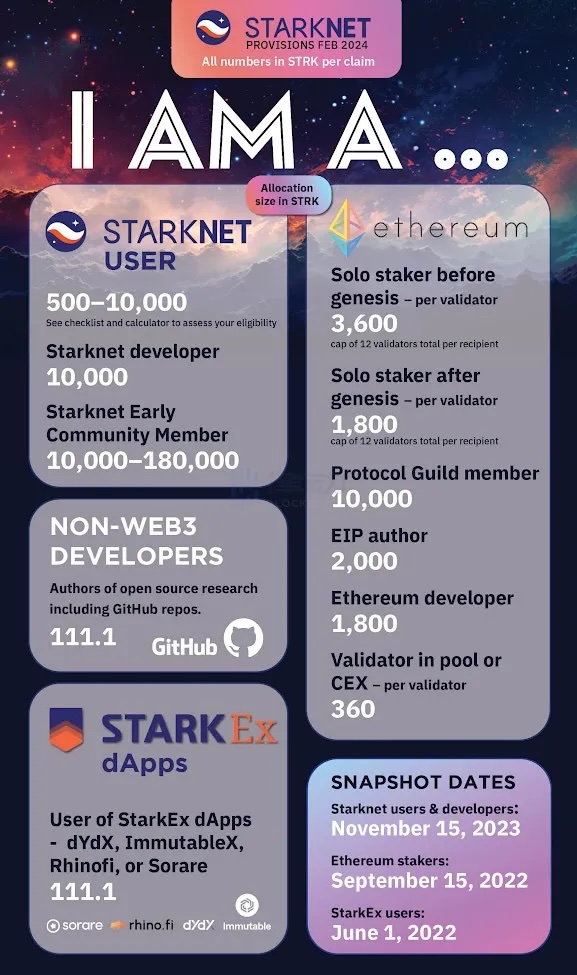 STARKNET
PROVISIONS FEB 2024
All numbers in STRK per claim
I AM A ...
Allocation
size in STRK
STARKNET
USER
500–10,000
See checklist and calculator to assess your eligibility
Starknet developer
10,000
Starknet Early
Community Member
10,000–180,000
NON-WEB3
DEVELOPERS
Authors of open source research
including GitHub repos.
111.1
GitHub
STARKEx
dApps
User of StarkEx dApps
- dYdX, ImmutableX,
Rhinofi, or Sorare
111.1
sorare rhino.fi dYdX Immutable
ethereum
Solo staker before
genesis – per validator
3,600
cap of 12 validators total per recipient
Solo staker after
genesis – per validator
1,800
cap of 12 validators total per recipient
Protocol Guild member
10,000
EIP author
2,000
Ethereum developer
1,800
Validator in pool or
CEX – per validator
360
SNAPSHOT DATES
Starknet users & developers:
November 15, 2023
Ethereum stakers:
September 15, 2022
StarkEx users:
June 1, 2022